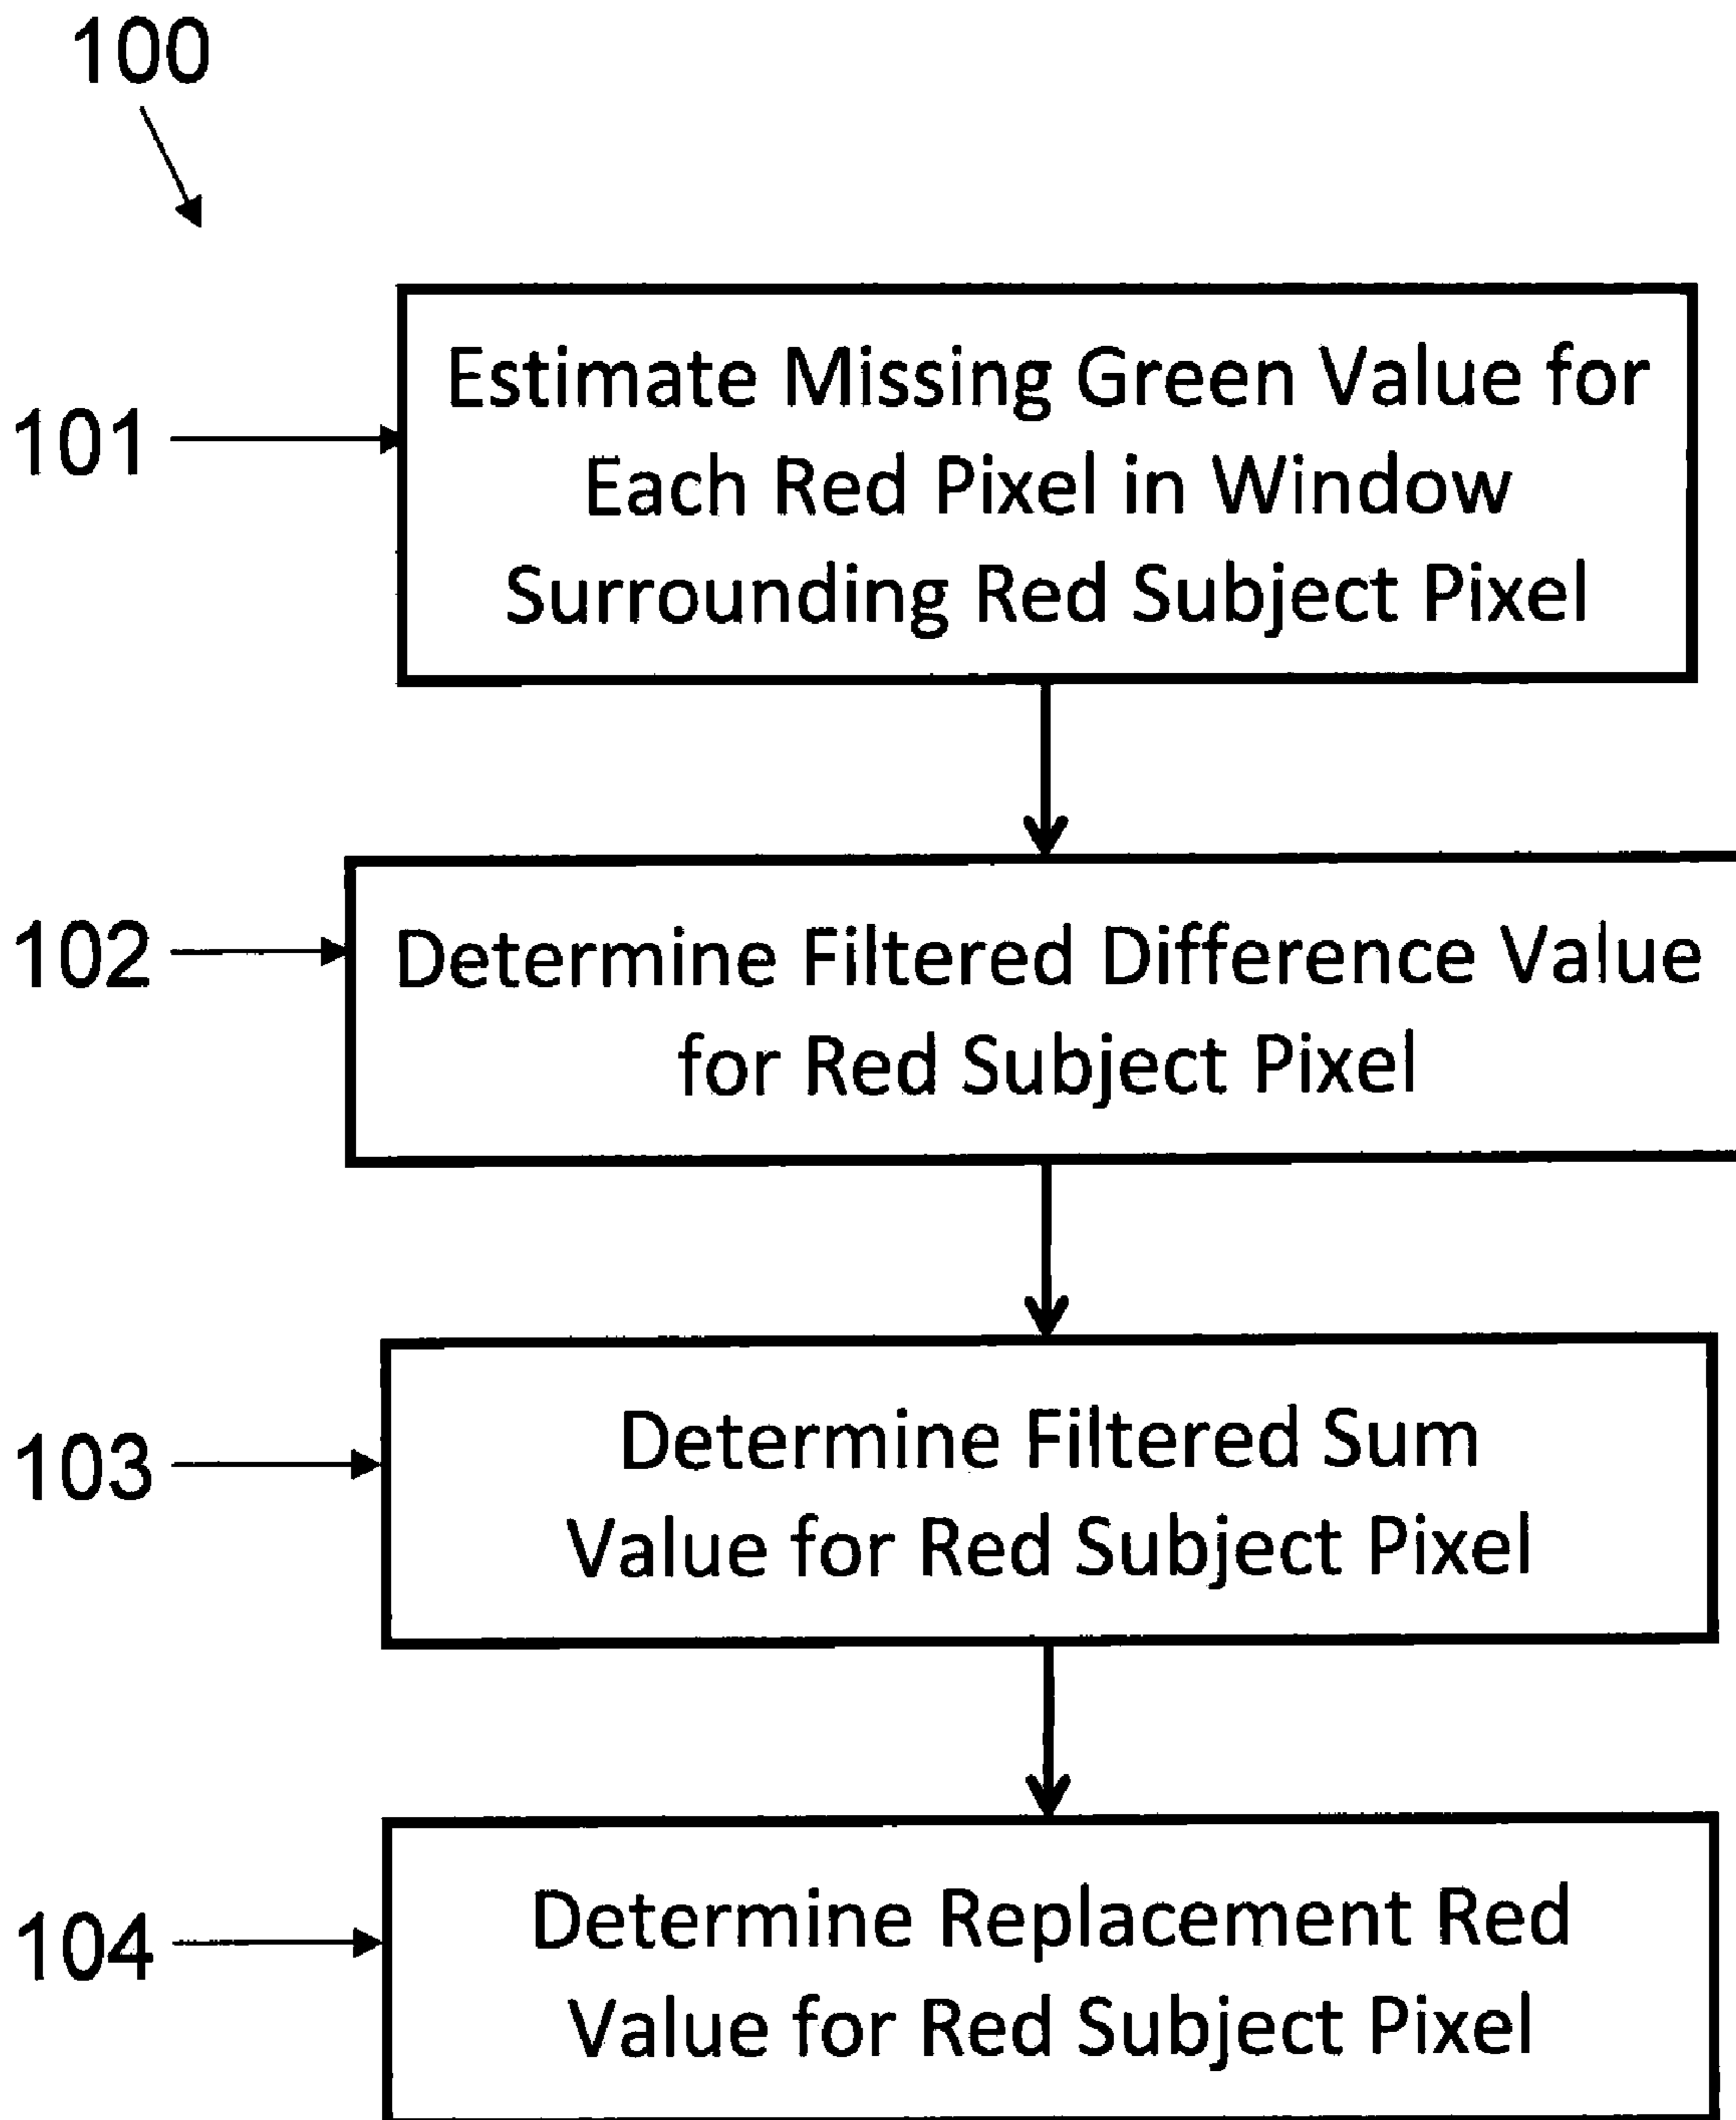 100
101
Estimate Missing Green Value for
Each Red Pixel in Window
Surrounding Red Subject Pixel
102
Determine Filtered Difference Value
for Red Subject Pixel
103
Determine Filtered Sum
Value for Red Subject Pixel
104
Determine Replacement Red
Value for Red Subject Pixel